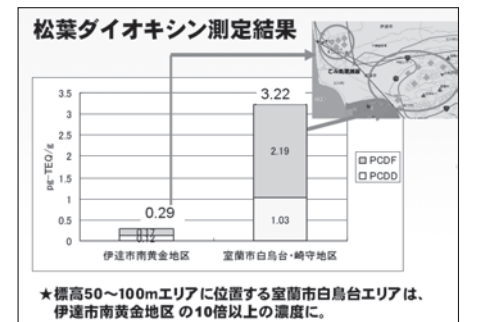 松葉ダイオキシン測定結果
伊達市
ごみ処理施設
3.5
3
2.5
2
1.5
1
0.5
0
pg-TEQ/g
0.29
0.17
0.12
3.22
2.19
1.03
PCDF
PCDD
伊達市南黄金地区
室蘭市白鳥台・崎守地区
★標高50~100mエリアに位置する室蘭市白鳥台エリアは、
伊達市南黄金地区 の10倍以上の濃度に。